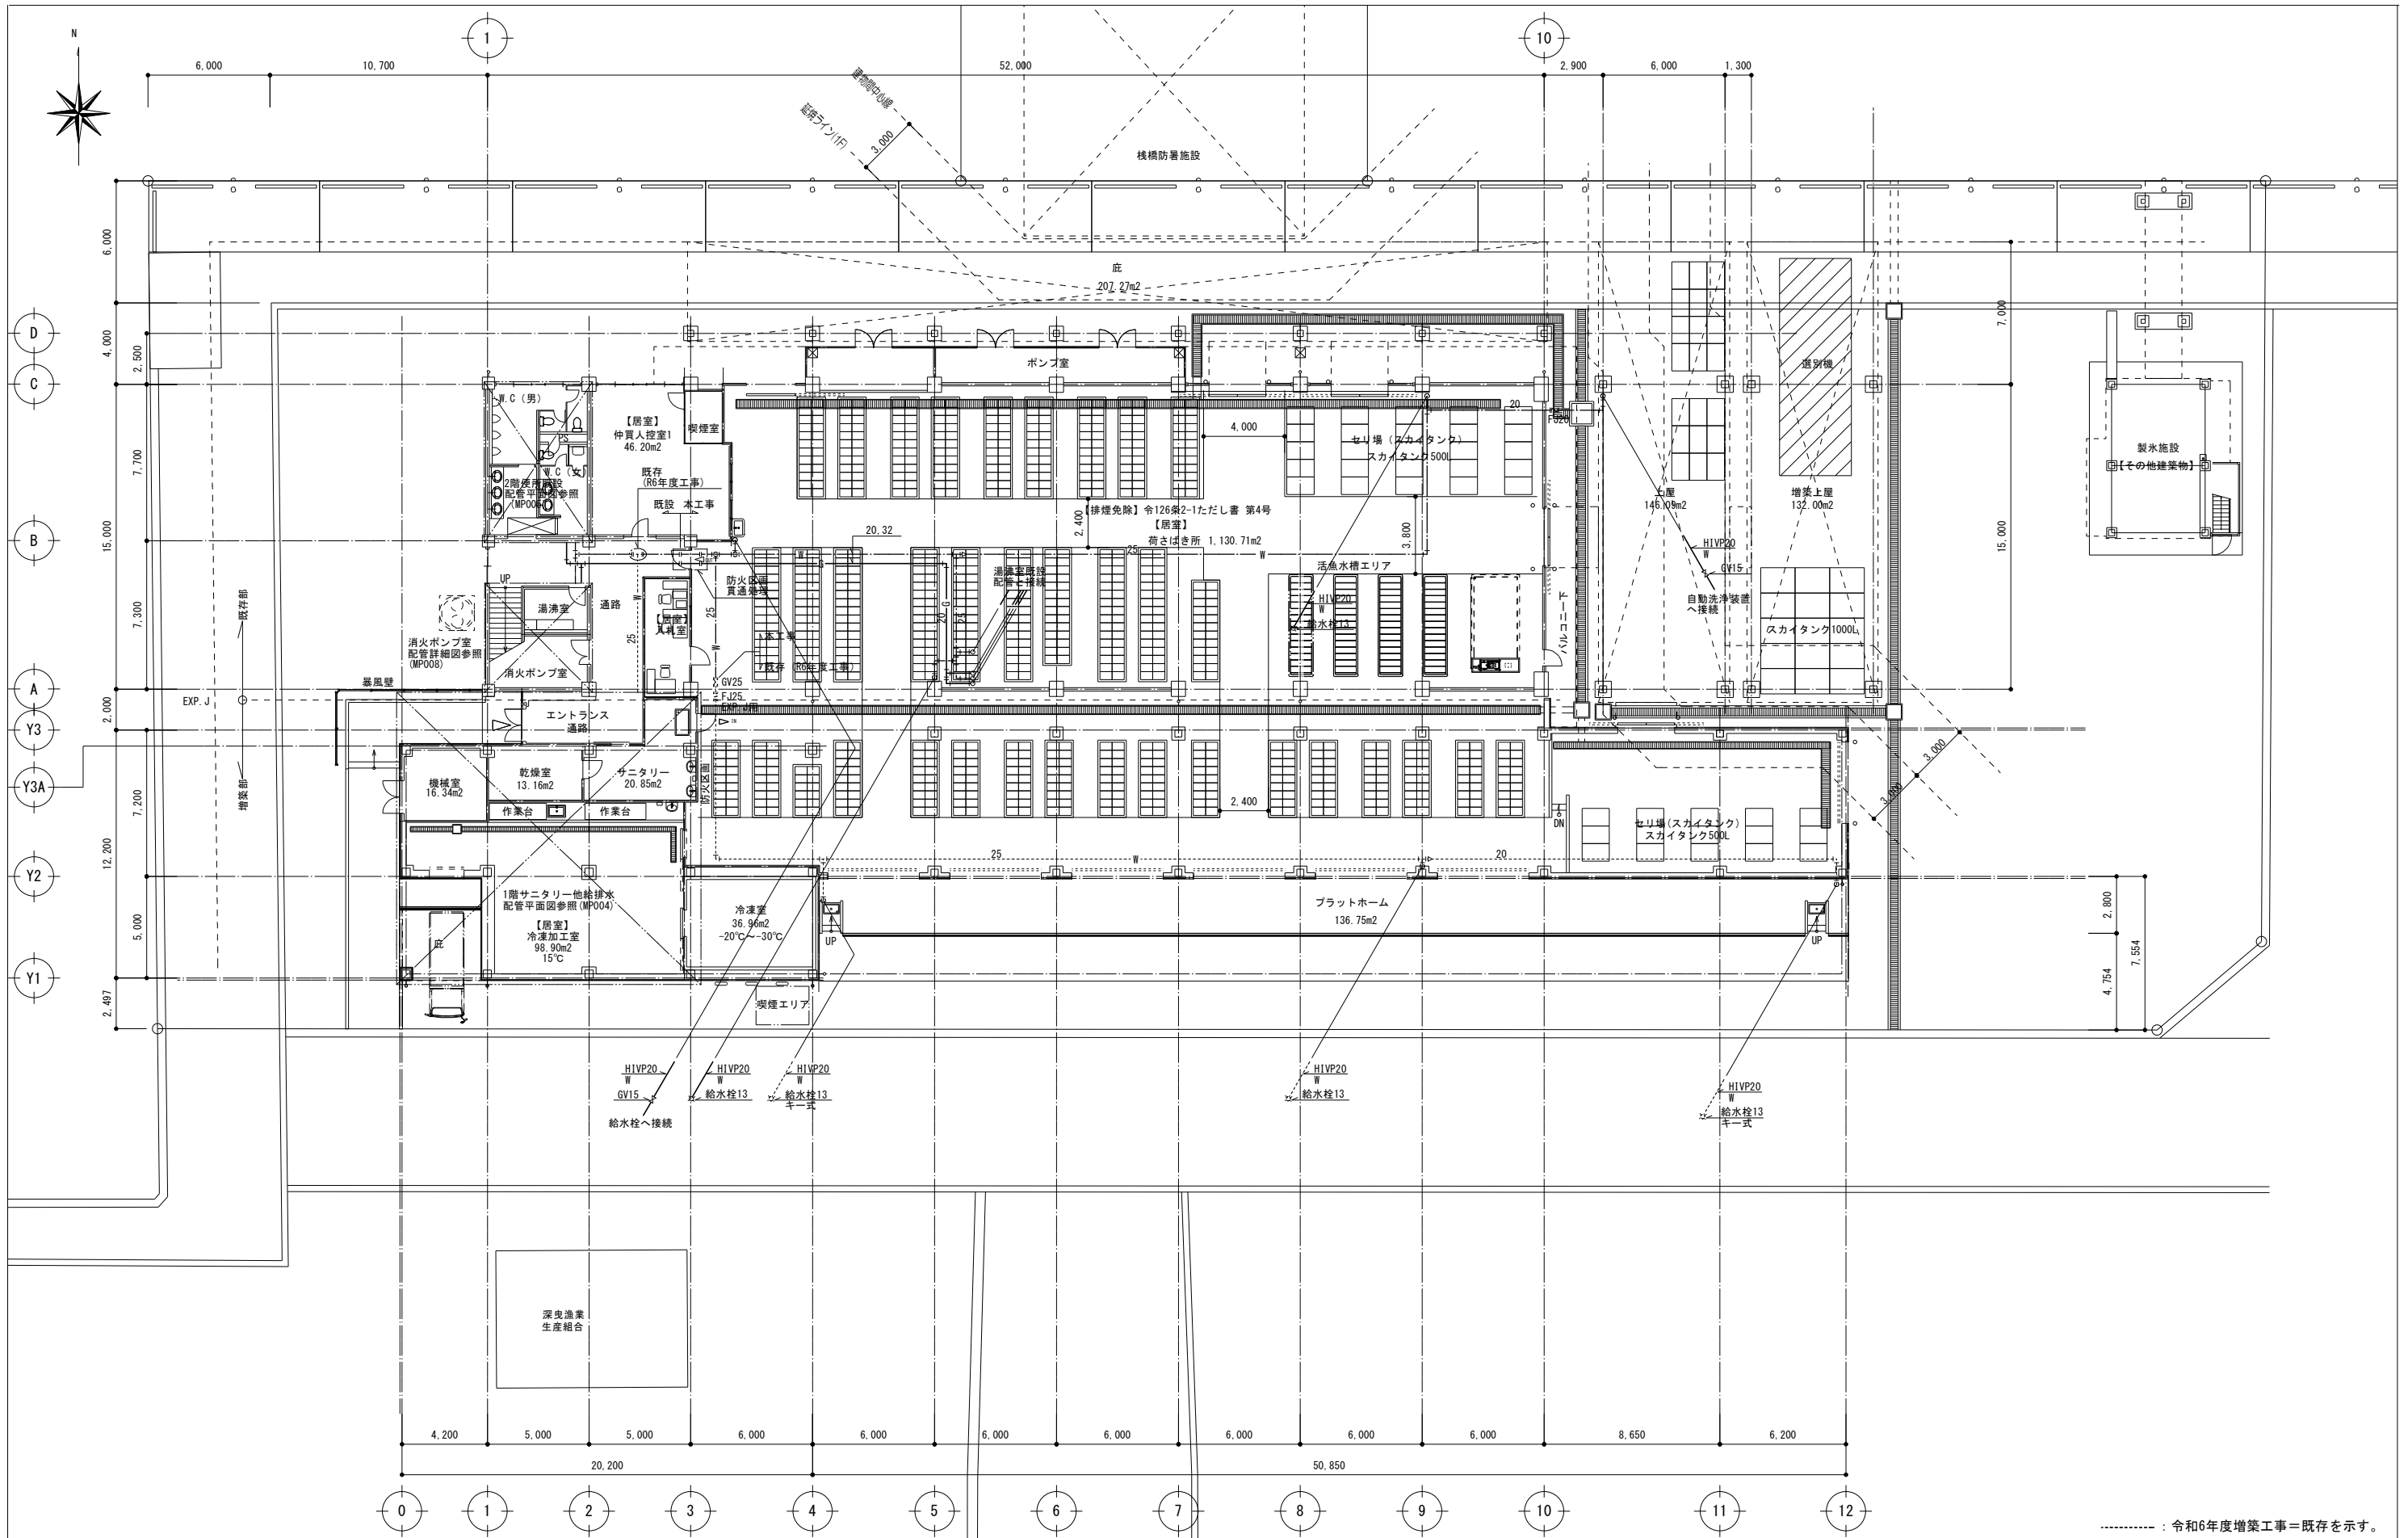 N
1
10
6,000
10,700
52,000
2,900
6,000
1,300
建物間中心線
延焼ライン(1F)
3,000
桟橋防暑施設
6,000
庇
207.27m2
7,000
D
4,000
2,500
ポンプ室
選別機
C
W.C (男)
【居室】
仲買人控室1
46.20m2
喫煙室
PS
4,000
20
FJ20
セリ場 (スカイタンク)
スカイタンク500L
製氷施設
【その他建築物】
7,700
W.C (女)
2階便所既設
配管平面図参照
既存
(R6年度工事)
既設 本工事
上屋
146.09m2
増築上屋
132.00m2
【排煙免除】令126条2-1ただし書 第4号
【居室】
荷さばき所 1,130.71m2
2,400
3,800
20,32
B
15,000
15,000
25
W
W
G
HIVP20
W
GV15
防火区画
貫通処理
湯沸室既設
配管と接続
活魚水槽エリア
UP
通路
湯沸室
W
25
25
W
20
G
25
HIVP20
W
給水栓13
バルコニー
自動洗浄装置
へ接続
スカイタンク1000L
7,300
既存部
消火ポンプ室
配管詳細図参照
(MP008)
【居室】
入札室
本工事
既存 (R6年度工事)
消火ポンプ室
GV25
FJ25
EXP.J用
A
暴風壁
EXP.J
2,000
エントランス
通路
Y3
3,000
3,000
Y3A
増築部
機械室
16.34m2
乾燥室
13.16m2
サニタリー
20.85m2
防火区画
7,200
2,400
作業台
作業台
DN
セリ場(スカイタンク)
スカイタンク500L
12,200
25
W
20
Y2
1階サニタリー他給排水
配管平面図参照(MP004)
【居室】
冷凍加工室
98.90m2
15℃
庇
冷凍室
36.96m2
-20℃～-30℃
UP
プラットホーム
136.75m2
UP
2,800
7,554
5,000
Y1
4,754
2,497
喫煙エリア
HIVP20
W
GV15
給水栓へ接続
HIVP20
W
給水栓13
HIVP20
W
給水栓13
キー式
HIVP20
W
給水栓13
HIVP20
W
給水栓13
キー式
深曳漁業
生産組合
4,200
5,000
5,000
6,000
6,000
6,000
6,000
6,000
6,000
6,000
8,650
6,200
20,200
50,850
0
1
2
3
4
5
6
7
8
9
10
11
12
---------- : 令和6年度増築工事＝既存を示す。